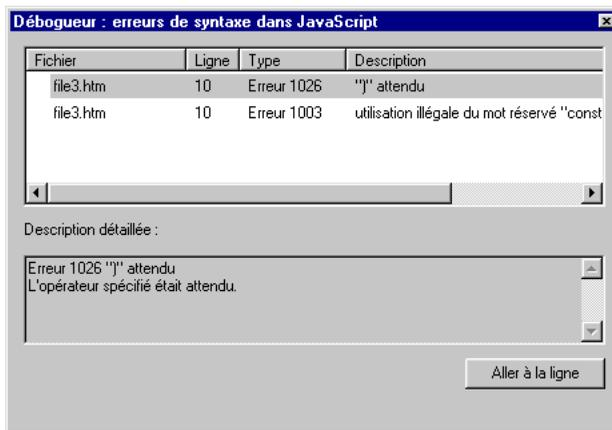 Débogueur : erreurs de syntaxe dans JavaScript
Fichier Ligne Type Description
file3.htm 10 Erreur 1026 ")" attendu
file3.htm 10 Erreur 1003 utilisation illégale du mot réservé "const
Description détaillée :
Erreur 1026 ")" attendu
L'opérateur spécifié était attendu.
Aller à la ligne